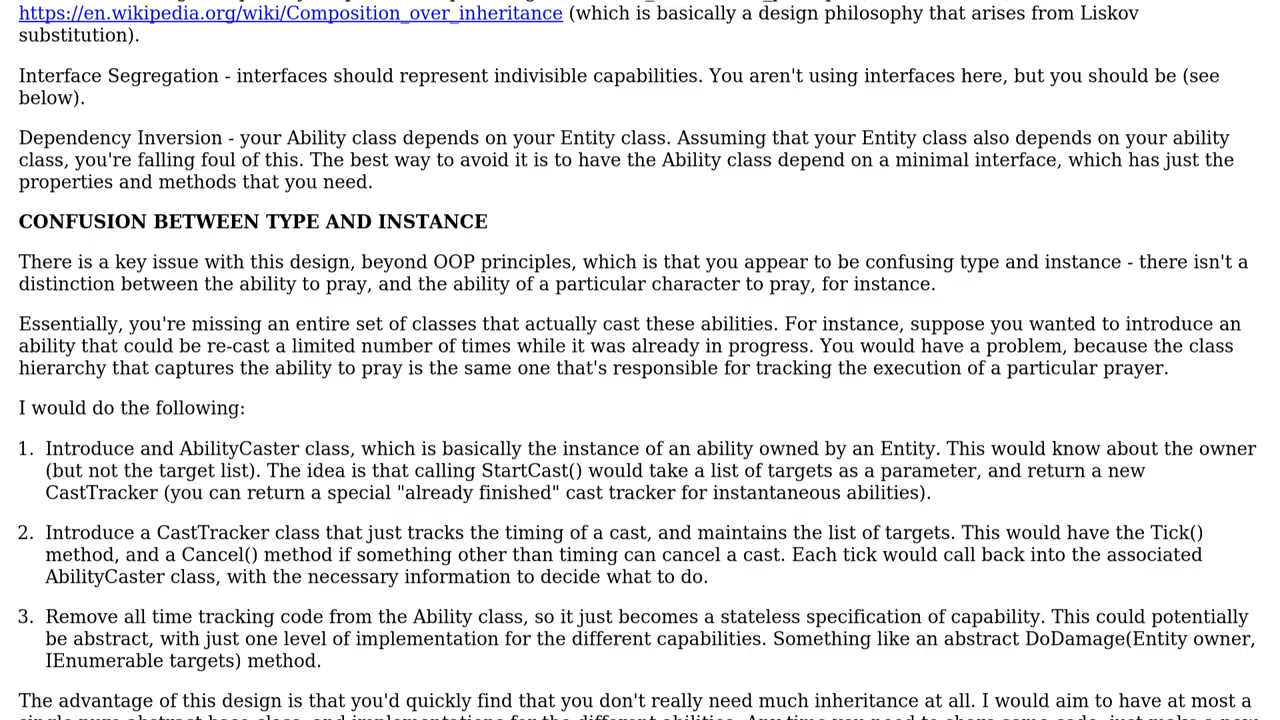 https://en.wikipedia.org/wiki/Composition_over_inheritance (which is basically a design philosophy that arises from Liskov
substitution).
Interface Segregation - interfaces should represent indivisible capabilities. You aren't using interfaces here, but you should be (see
below).
Dependency Inversion - your Ability class depends on your Entity class. Assuming that your Entity class also depends on your ability
class, you're falling foul of this. The best way to avoid it is to have the Ability class depend on a minimal interface, which has just the
properties and methods that you need.
CONFUSION BETWEEN TYPE AND INSTANCE
There is a key issue with this design, beyond OOP principles, which is that you appear to be confusing type and instance - there isn't a
distinction between the ability to pray, and the ability of a particular character to pray, for instance.
Essentially, you're missing an entire set of classes that actually cast these abilities. For instance, suppose you wanted to introduce an
ability that could be re-cast a limited number of times while it was already in progress. You would have a problem, because the class
hierarchy that captures the ability to pray is the same one that's responsible for tracking the execution of a particular prayer.
I would do the following:
1. Introduce and AbilityCaster class, which is basically the instance of an ability owned by an Entity. This would know about the owner
(but not the target list). The idea is that calling StartCast() would take a list of targets as a parameter, and return a new
CastTracker (you can return a special "already finished" cast tracker for instantaneous abilities).
2. Introduce a CastTracker class that just tracks the timing of a cast, and maintains the list of targets. This would have the Tick()
method, and a Cancel() method if something other than timing can cancel a cast. Each tick would call back into the associated
AbilityCaster class, with the necessary information to decide what to do.
3. Remove all time tracking code from the Ability class, so it just becomes a stateless specification of capability. This could potentially
be abstract, with just one level of implementation for the different capabilities. Something like an abstract DoDamage(Entity owner,
IEnumerable targets) method.
The advantage of this design is that you'd quickly find that you don't really need much inheritance at all. I would aim to have at most a